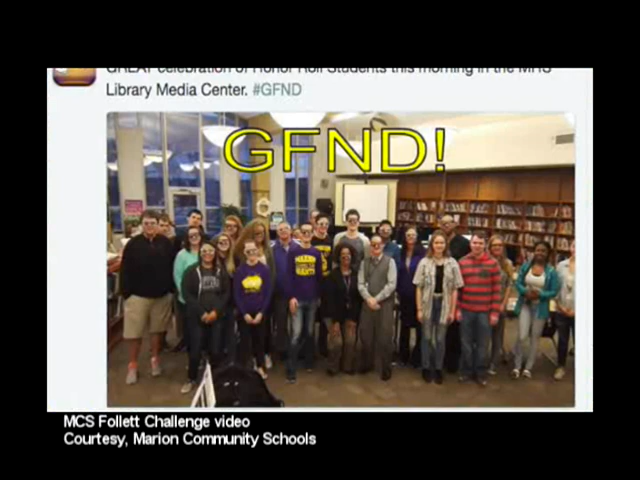 GREAT celebration of Honor Roll Students this morning in the MHS
Library Media Center. #GFND
GFND!
MCS Follett Challenge video
Courtesy, Marion Community Schools